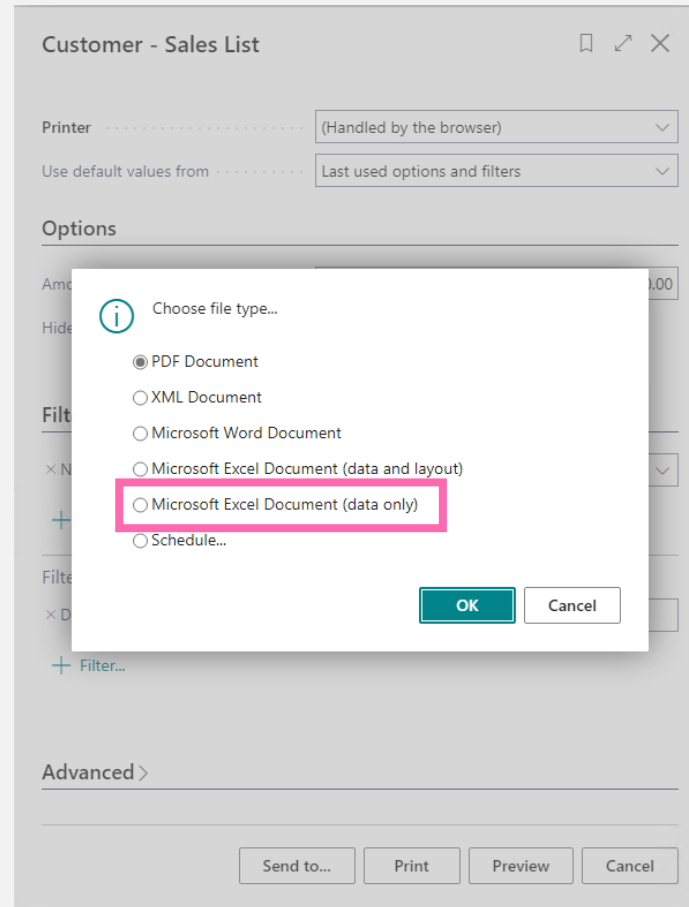 Customer - Sales List
Printer (Handled by the browser)
Use default values from Last used options and filters
Options
.00
Choose file type...
PDF Document
XML Document
Microsoft Word Document
Microsoft Excel Document (data and layout)
Microsoft Excel Document (data only)
Schedule...
OK Cancel
+ Filter...
Advanced >
Send to... Print Preview Cancel